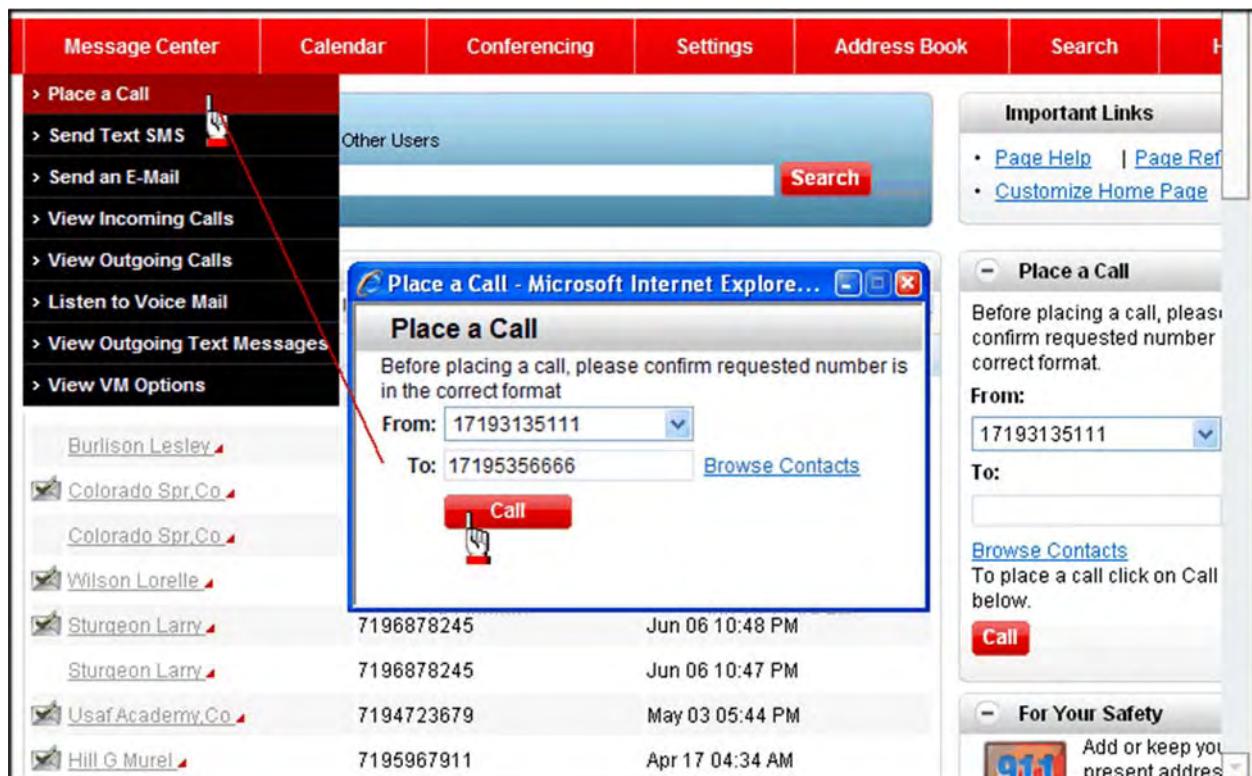 Message Center Calendar Conferencing Settings Address Book Search
> Place a Call
> Send Text SMS
> Send an E-Mail
> View Incoming Calls
> View Outgoing Calls
> Listen to Voice Mail
> View Outgoing Text Messages
> View VM Options
Other Users
Search
Important Links
• Page Help | Page Ref
• Customize Home Page
Place a Call - Microsoft Internet Explore...
Place a Call
Before placing a call, please confirm requested number is
in the correct format
From: 17193135111
To: 17195356666 Browse Contacts
Call
Place a Call
Before placing a call, pleas
confirm requested number
correct format.
From:
17193135111
To:
Browse Contacts
To place a call click on Call
below.
Call
Burlison Lesley
Colorado Spr,Co
Colorado Spr,Co
Wilson Lorelle
Sturgeon Larry 7196878245 Jun 06 10:48 PM
Sturgeon Larry 7196878245 Jun 06 10:47 PM
Usaf Academy,Co 7194723679 May 03 05:44 PM
Hill G Murel 7195967911 Apr 17 04:34 AM
For Your Safety
911
Add or keep you
present addres